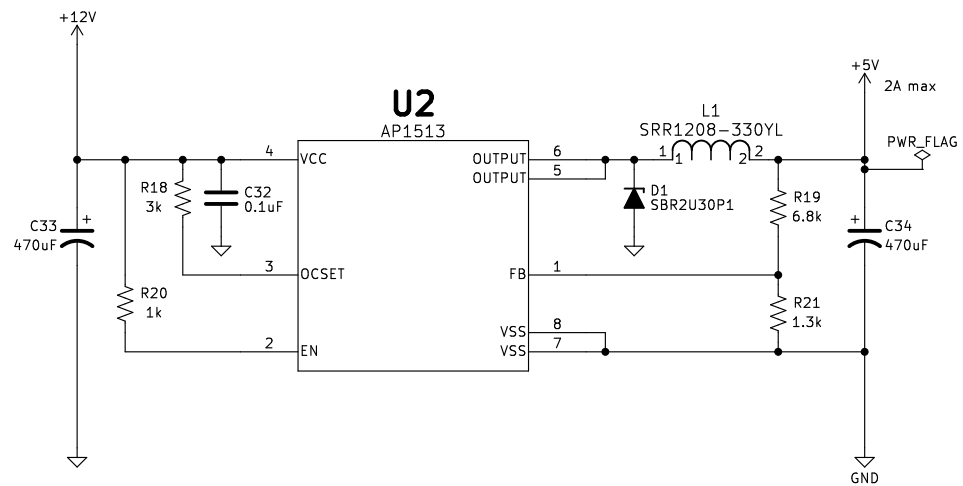 +12V
+5V
2A max
U2
AP1513
L1
SRR1208-330YL
PWR_FLAG
4 VCC
OUTPUT 6
OUTPUT 5
1 1 2 2
R18
3k
C32
0.1uF
D1
SBR2U30P1
R19
6.8k
C33 +
470uF
+ C34
470uF
3 OCSET
FB 1
R20
1k
R21
1.3k
VSS 8
2 EN
VSS 7
GND